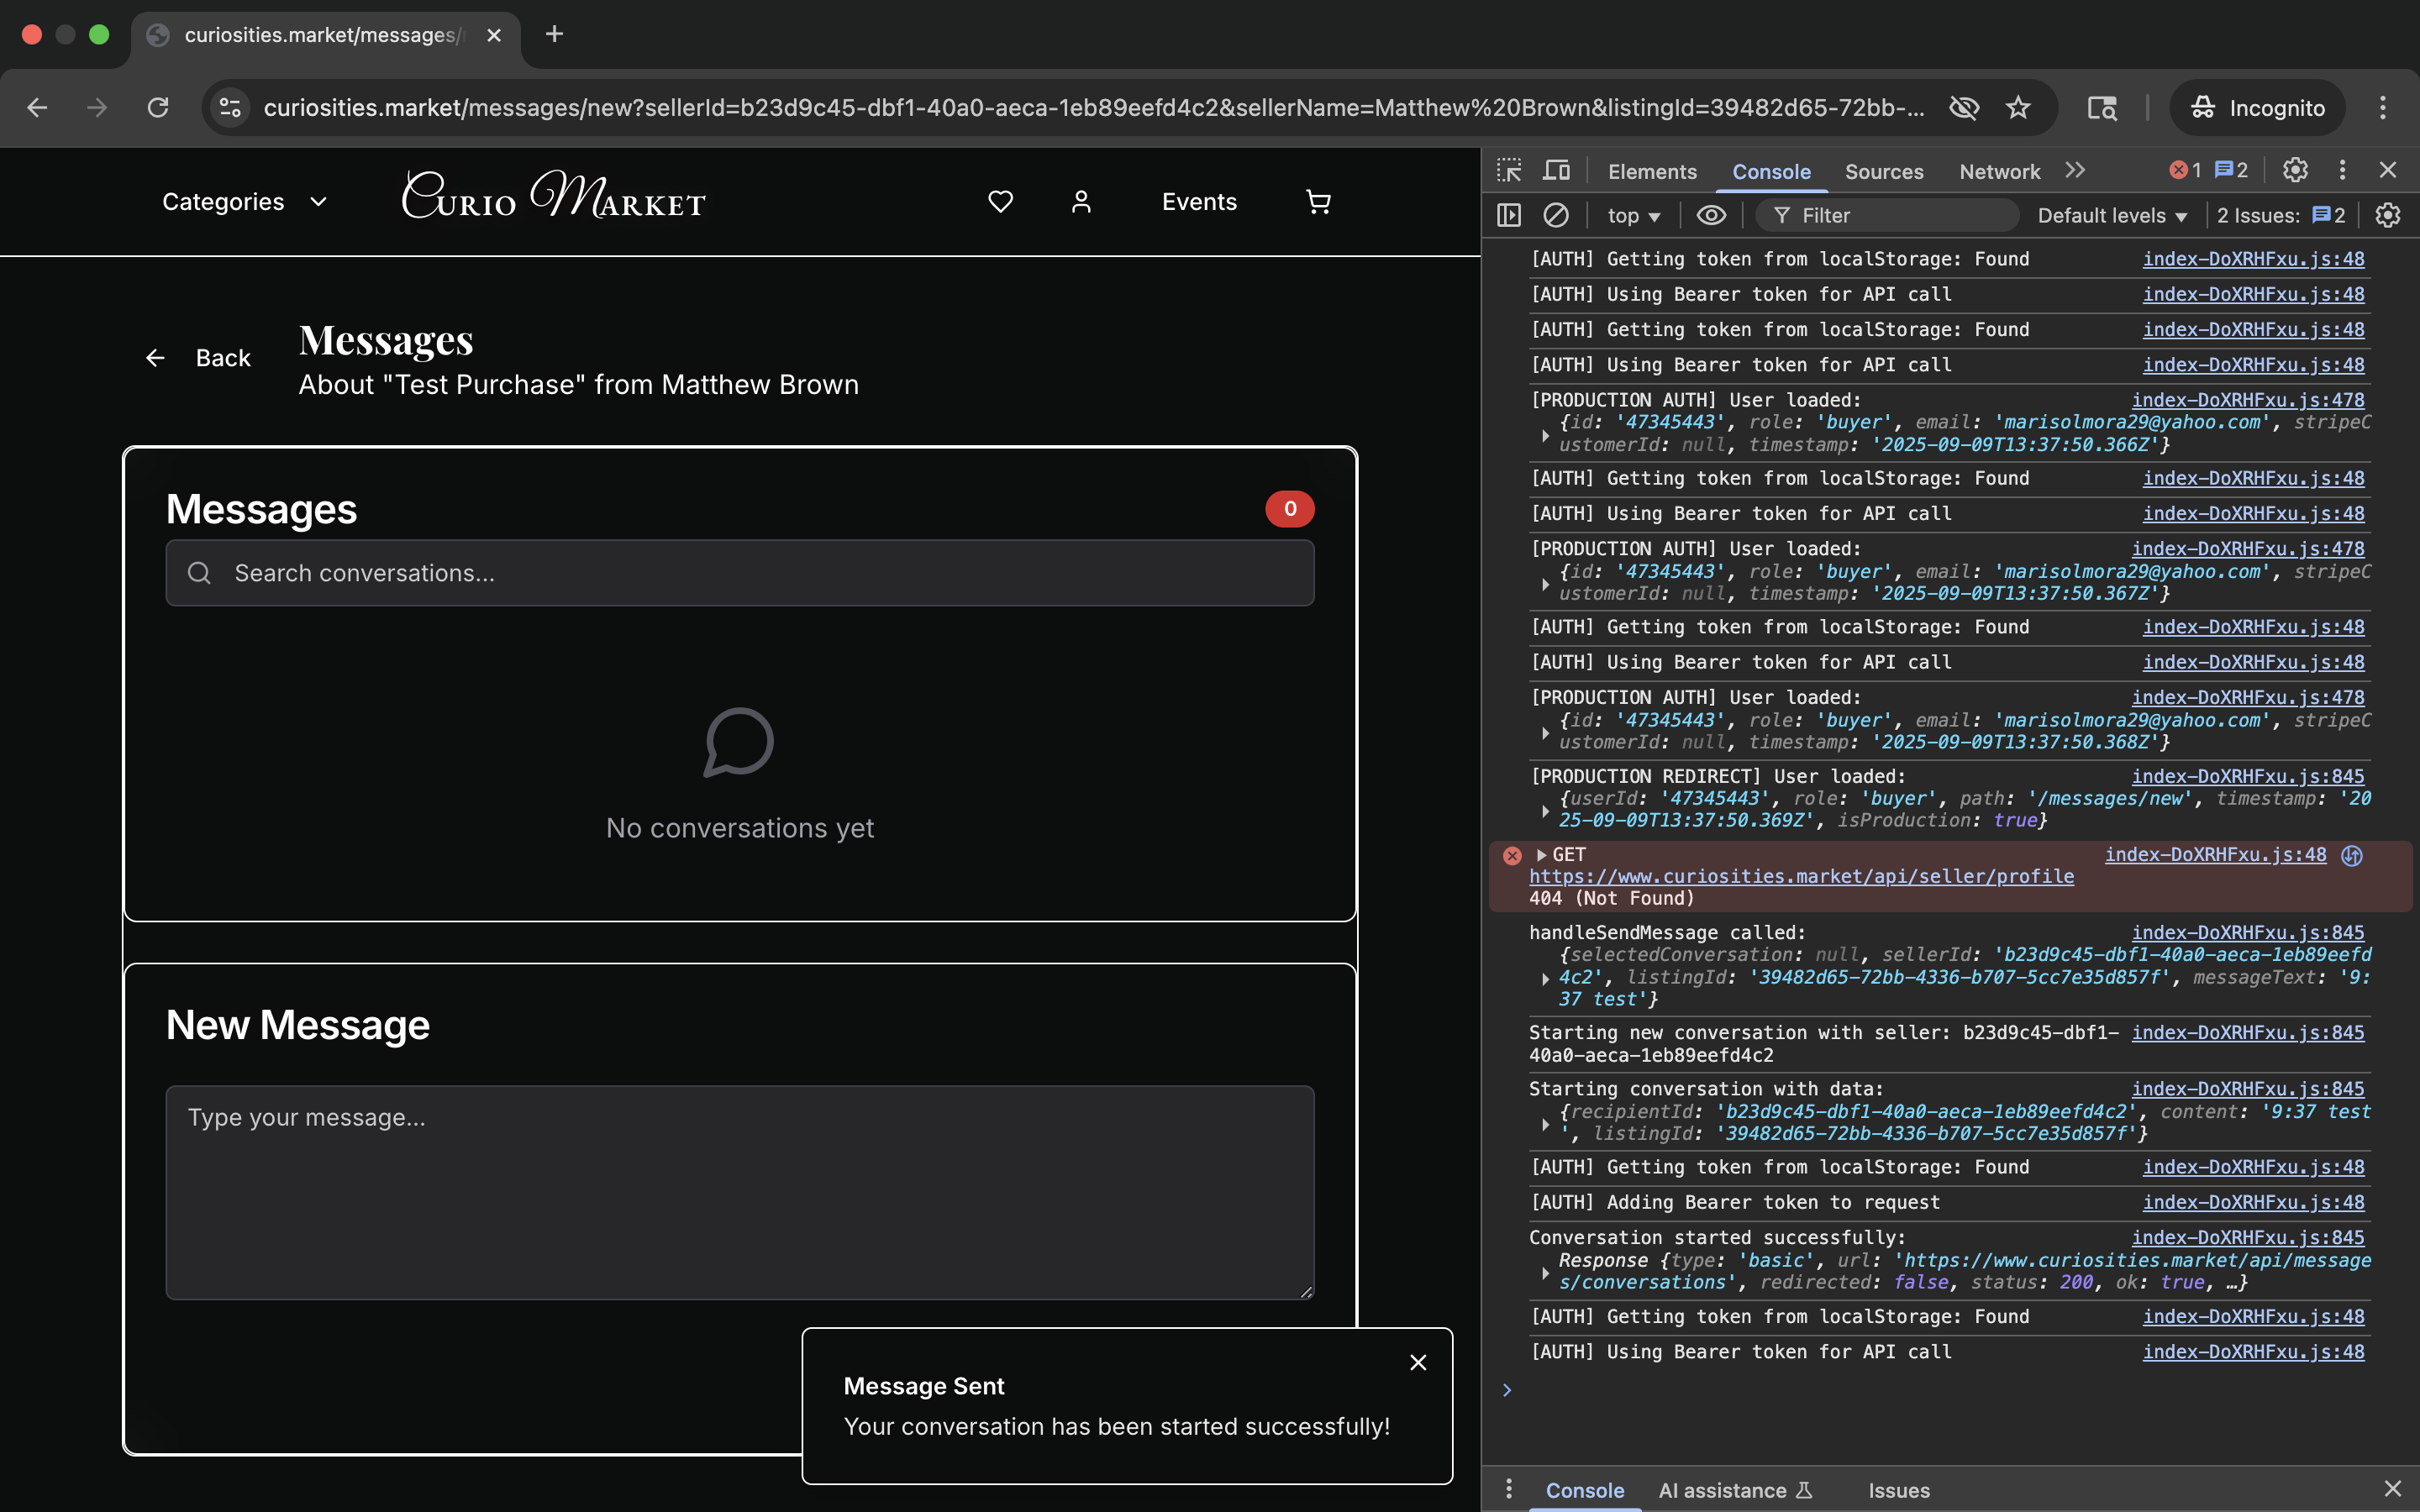 curiosities.market/messages/
curiosities.market/messages/new?sellerId=b23d9c45-dbf1-40a0-aeca-1eb89eefd4c2&sellerName=Matthew%20Brown&listingId=39482d65-72bb-...
Incognito
Categories
Curio Market
Events
Back
Messages
About "Test Purchase" from Matthew Brown
Messages
0
Search conversations...
No conversations yet
New Message
Type your message...
Message Sent
Your conversation has been started successfully!
Elements Console Sources Network
1 2
top
Filter
Default levels
2 Issues: 2
[AUTH] Getting token from localStorage: Found index-DoXRHFxu.js:48
[AUTH] Using Bearer token for API call index-DoXRHFxu.js:48
[AUTH] Getting token from localStorage: Found index-DoXRHFxu.js:48
[AUTH] Using Bearer token for API call index-DoXRHFxu.js:48
[PRODUCTION AUTH] User loaded: index-DoXRHFxu.js:478
{id: '47345443', role: 'buyer', email: 'marisolmora29@yahoo.com', stripeC
ustomerId: null, timestamp: '2025-09-09T13:37:50.366Z'}
[AUTH] Getting token from localStorage: Found index-DoXRHFxu.js:48
[AUTH] Using Bearer token for API call index-DoXRHFxu.js:48
[PRODUCTION AUTH] User loaded: index-DoXRHFxu.js:478
{id: '47345443', role: 'buyer', email: 'marisolmora29@yahoo.com', stripeC
ustomerId: null, timestamp: '2025-09-09T13:37:50.367Z'}
[AUTH] Getting token from localStorage: Found index-DoXRHFxu.js:48
[AUTH] Using Bearer token for API call index-DoXRHFxu.js:48
[PRODUCTION AUTH] User loaded: index-DoXRHFxu.js:478
{id: '47345443', role: 'buyer', email: 'marisolmora29@yahoo.com', stripeC
ustomerId: null, timestamp: '2025-09-09T13:37:50.368Z'}
[PRODUCTION REDIRECT] User loaded: index-DoXRHFxu.js:845
{userId: '47345443', role: 'buyer', path: '/messages/new', timestamp: '20
25-09-09T13:37:50.369Z', isProduction: true}
GET index-DoXRHFxu.js:48
https://www.curiosities.market/api/seller/profile
404 (Not Found)
handleSendMessage called: index-DoXRHFxu.js:845
{selectedConversation: null, sellerId: 'b23d9c45-dbf1-40a0-aeca-1eb89eefd
4c2', listingId: '39482d65-72bb-4336-b707-5cc7e35d857f', messageText: '9:
37 test'}
Starting new conversation with seller: b23d9c45-dbf1- index-DoXRHFxu.js:845
40a0-aeca-1eb89eefd4c2
Starting conversation with data: index-DoXRHFxu.js:845
{recipientId: 'b23d9c45-dbf1-40a0-aeca-1eb89eefd4c2', content: '9:37 test
', listingId: '39482d65-72bb-4336-b707-5cc7e35d857f'}
[AUTH] Getting token from localStorage: Found index-DoXRHFxu.js:48
[AUTH] Adding Bearer token to request index-DoXRHFxu.js:48
Conversation started successfully: index-DoXRHFxu.js:845
Response {type: 'basic', url: 'https://www.curiosities.market/api/message
s/conversations', redirected: false, status: 200, ok: true, …}
[AUTH] Getting token from localStorage: Found index-DoXRHFxu.js:48
[AUTH] Using Bearer token for API call index-DoXRHFxu.js:48
Console AI assistance Issues